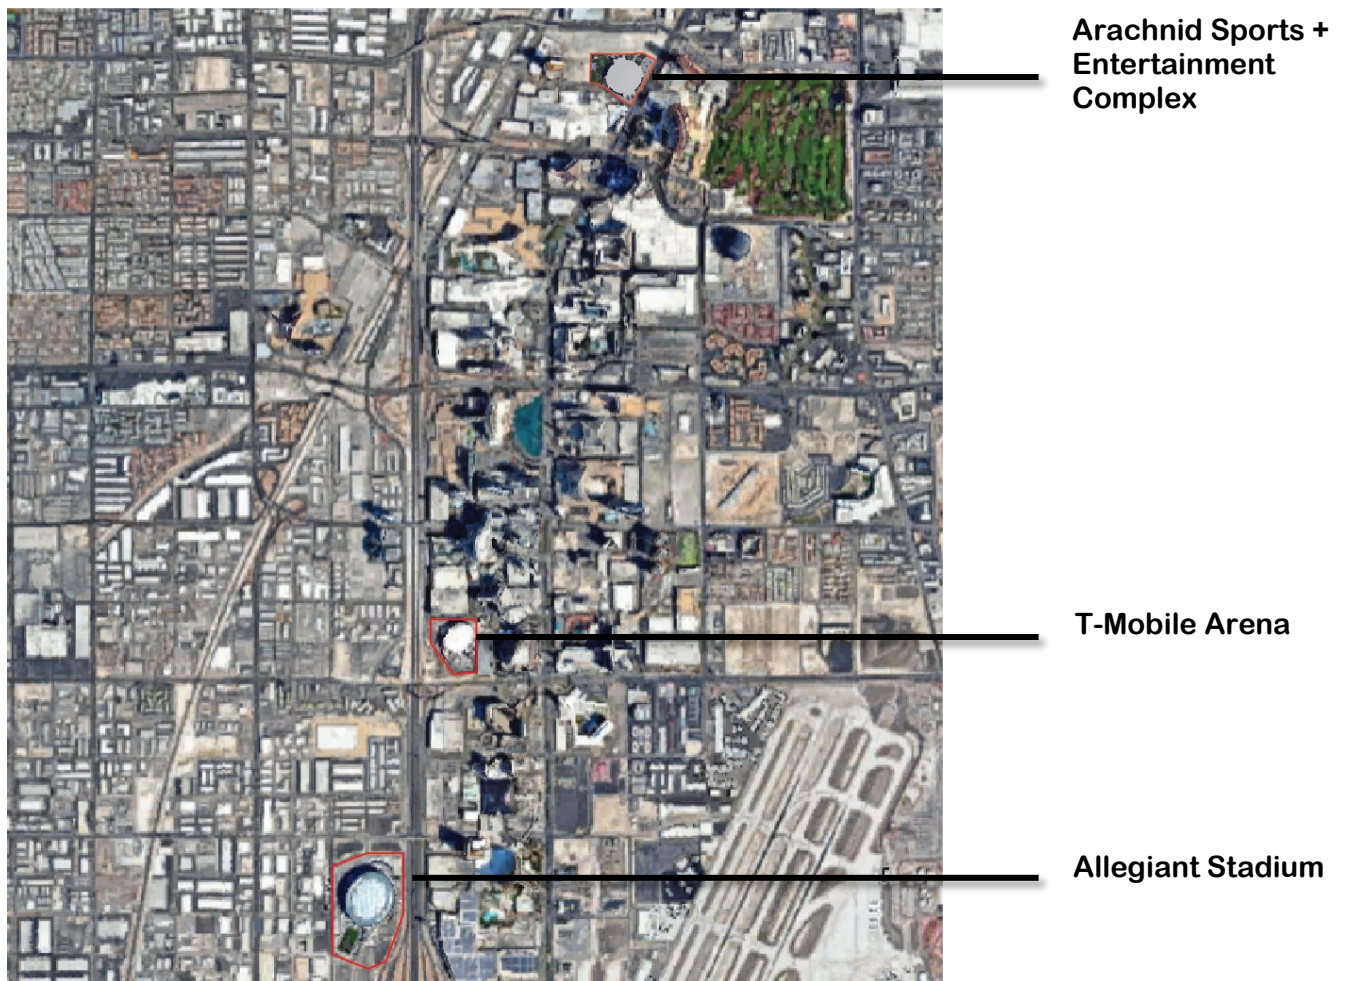 Arachnid Sports +
Entertainment
Complex
T-Mobile Arena
Allegiant Stadium